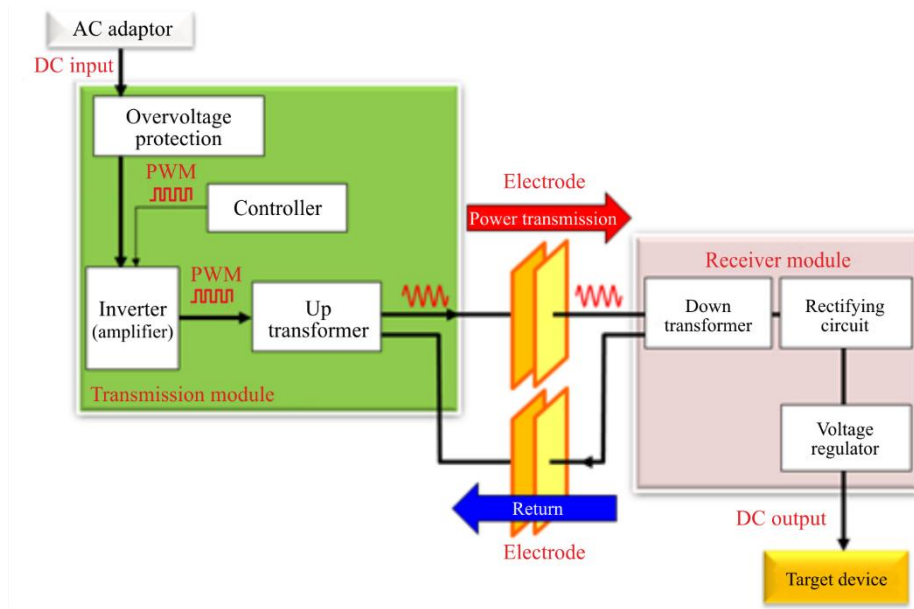 AC adaptor
DC input
Overvoltage
protection
PWM
Controller
Electrode
Power transmission
Receiver module
PWM
Inverter
(amplifier)
Up
transformer
Down
transformer
Rectifying
circuit
Transmission module
Voltage
regulator
Return
DC output
Electrode
Target device